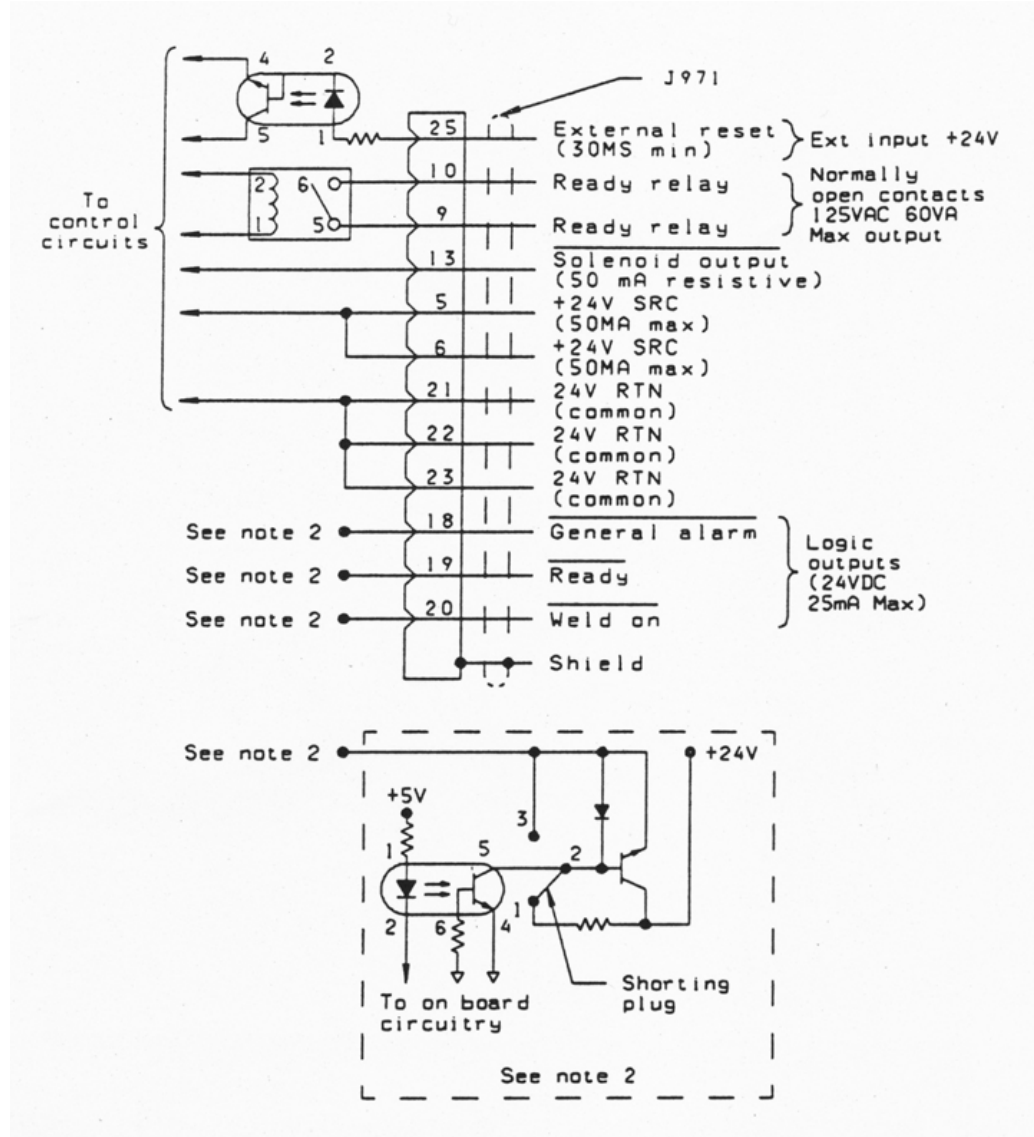 4 2
J971
5 1
25 External reset
(30MS min)
Ext input +24V
2 6
10 Ready relay
Normally
open contacts
125VAC 60VA
Max output
To
control
circuits
1 5
9 Ready relay
13 Solenoid output
(50 mA resistive)
5 +24V SRC
(50MA max)
6 +24V SRC
(50MA max)
21 24V RTN
(common)
22 24V RTN
(common)
23 24V RTN
(common)
See note 2 18 General alarm
See note 2 19 Ready
See note 2 20 Weld on
Logic
outputs
(24VDC
25mA Max)
Shield
See note 2
+24V
+5V
3
1 5 2
1
2 6 4
Shorting
plug
To on board
circuitry
See note 2